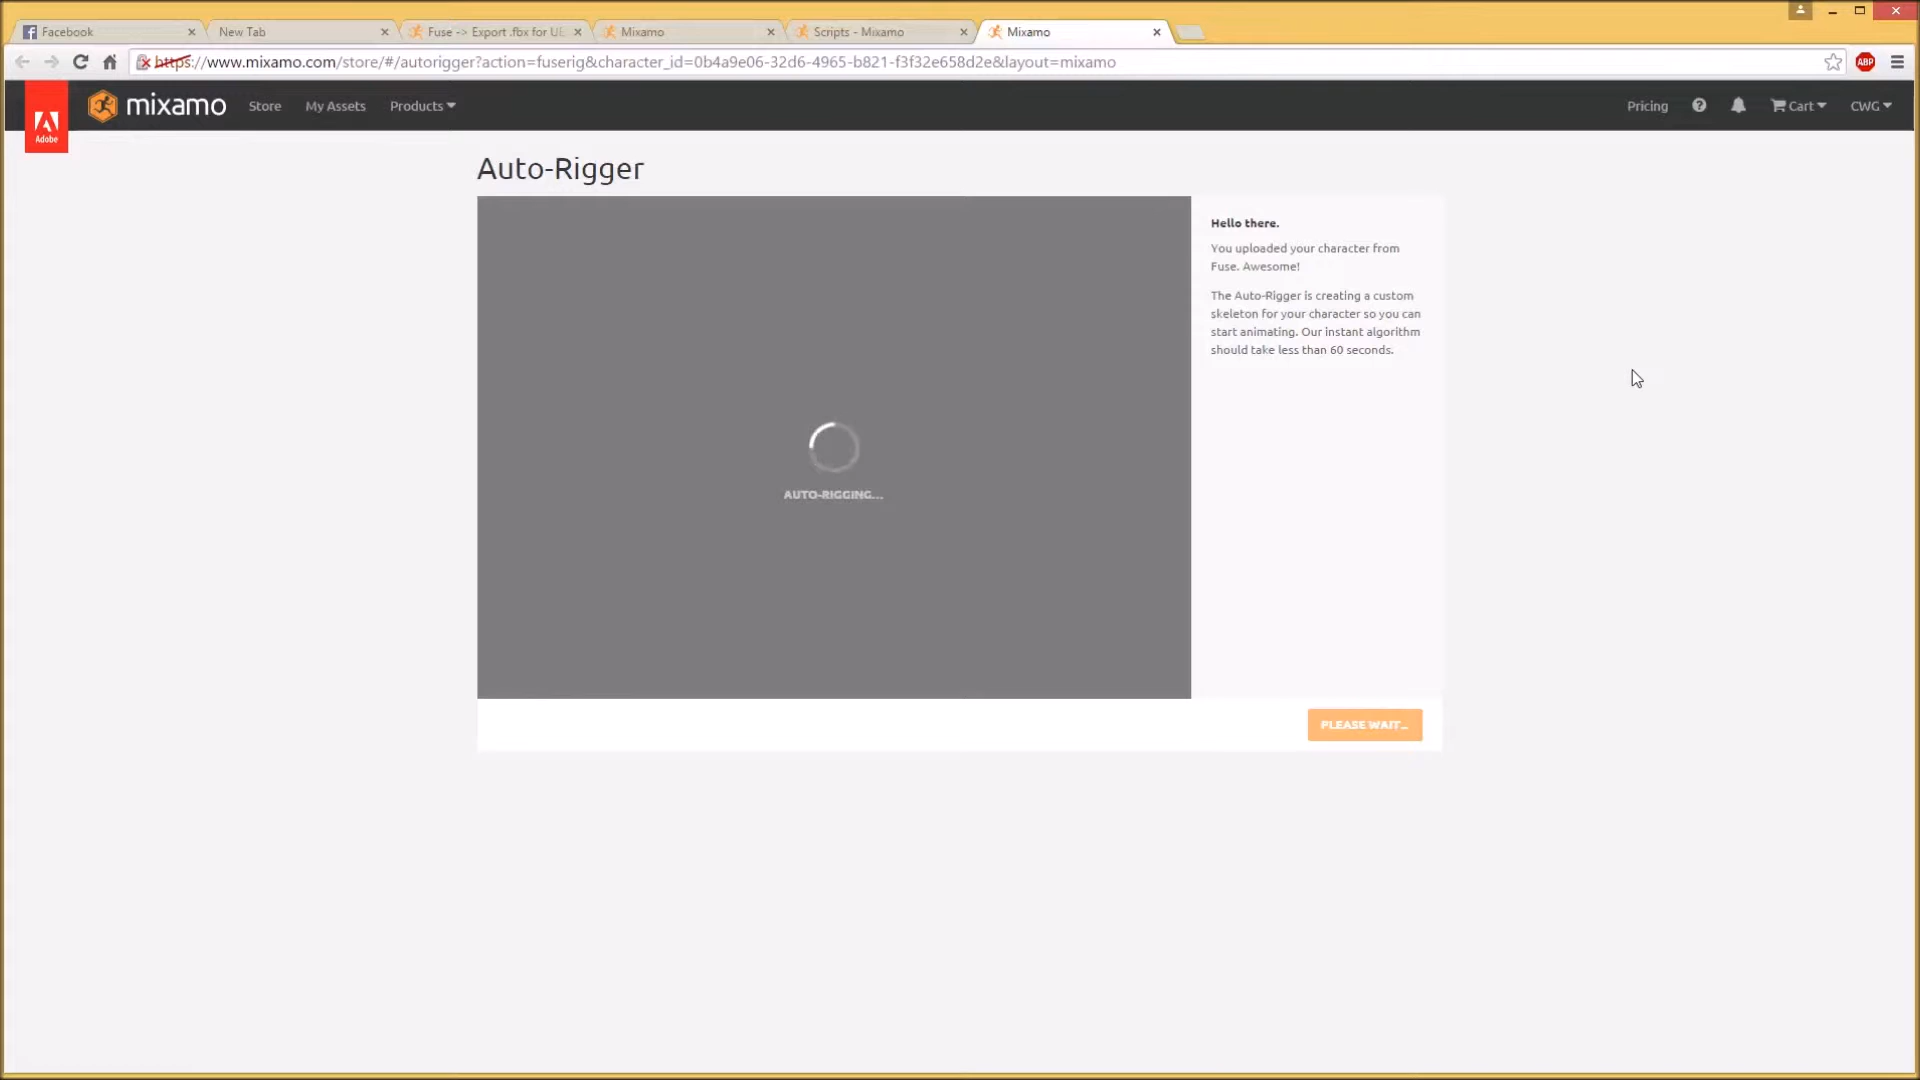 Facebook
New Tab
Fuse -> Export .fbx for UE
Mixamo
Scripts - Mixamo
Mixamo
https://www.mixamo.com/store/#/autorigger?action=fuserig&character_id=0b4a9e06-32d6-4965-b821-f3f32e658d2e&layout=mixamo
ABP
Adobe
mixamo
Store
My Assets
Products
Pricing
Cart
CWG
Auto-Rigger
Hello there.
You uploaded your character from
Fuse. Awesome!
The Auto-Rigger is creating a custom
skeleton for your character so you can
start animating. Our instant algorithm
should take less than 60 seconds.
AUTO-RIGGING...
PLEASE WAIT...